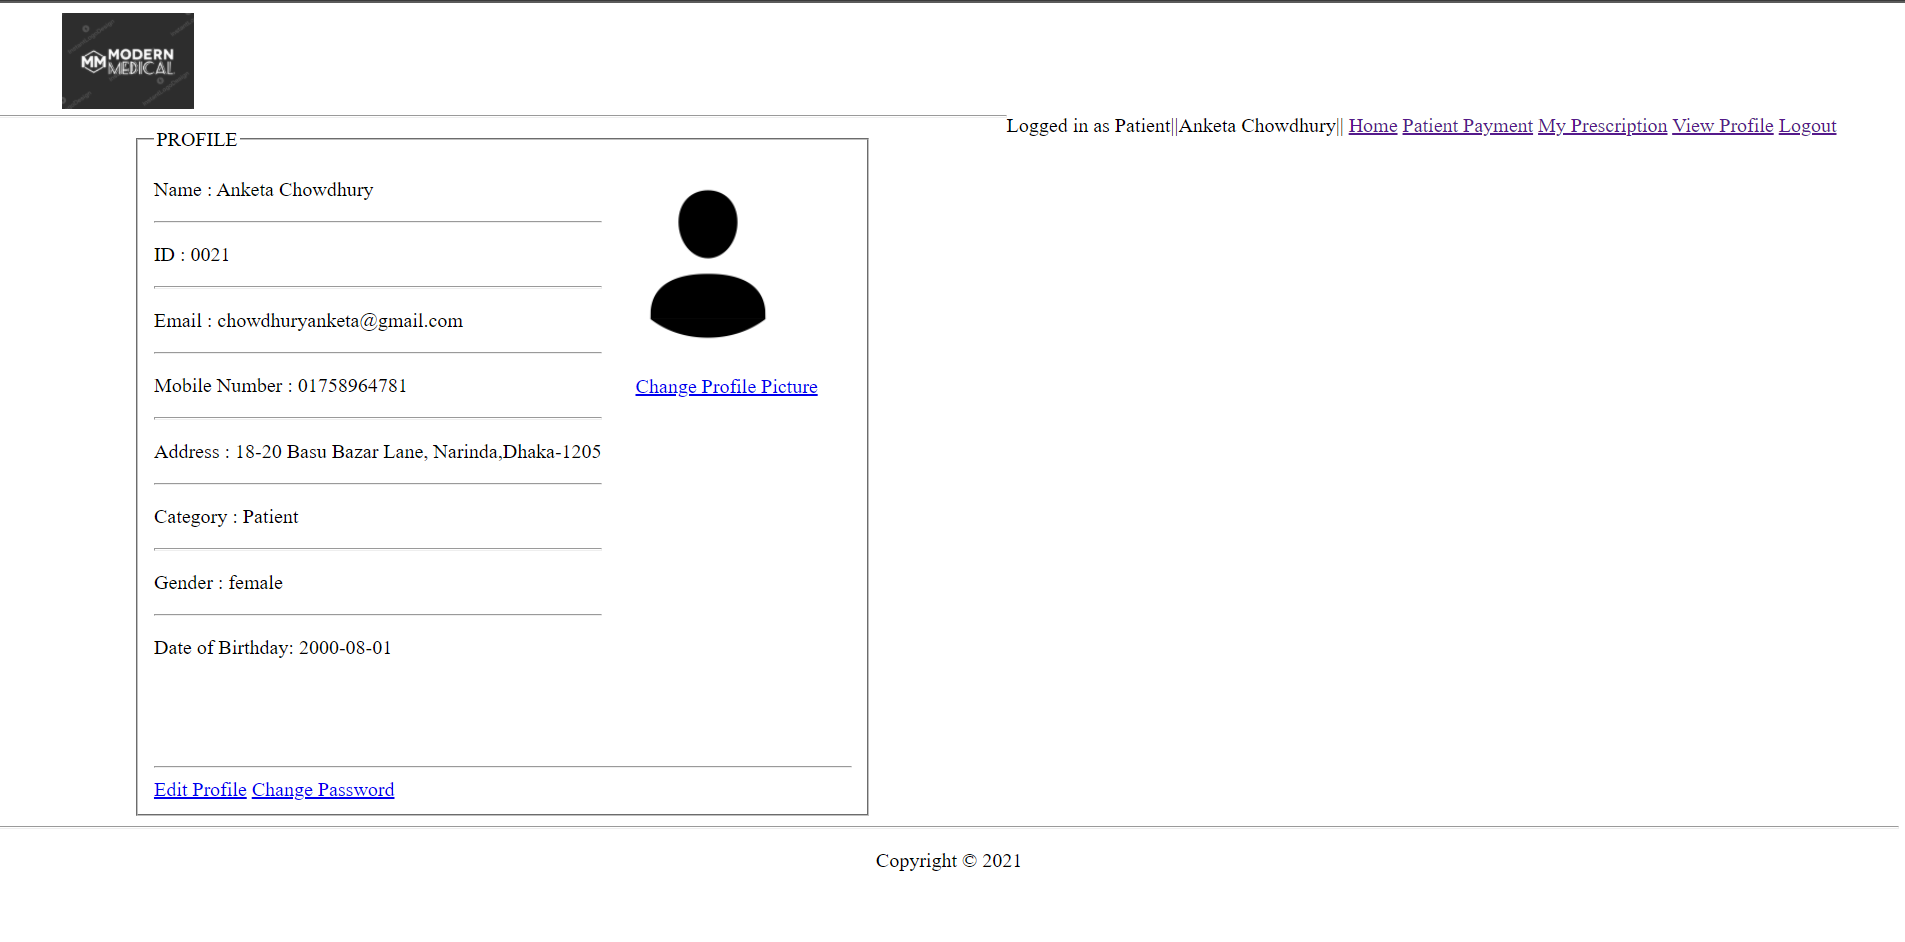 MM MODERN
MEDICAL
Logged in as Patient||Anketa Chowdhury|| Home Patient Payment My Prescription View Profile Logout
PROFILE
Name : Anketa Chowdhury
ID : 0021
Email : chowdhuryanketa@gmail.com
Mobile Number : 01758964781
Change Profile Picture
Address : 18-20 Basu Bazar Lane, Narinda,Dhaka-1205
Category : Patient
Gender : female
Date of Birthday: 2000-08-01
Edit Profile Change Password
Copyright © 2021